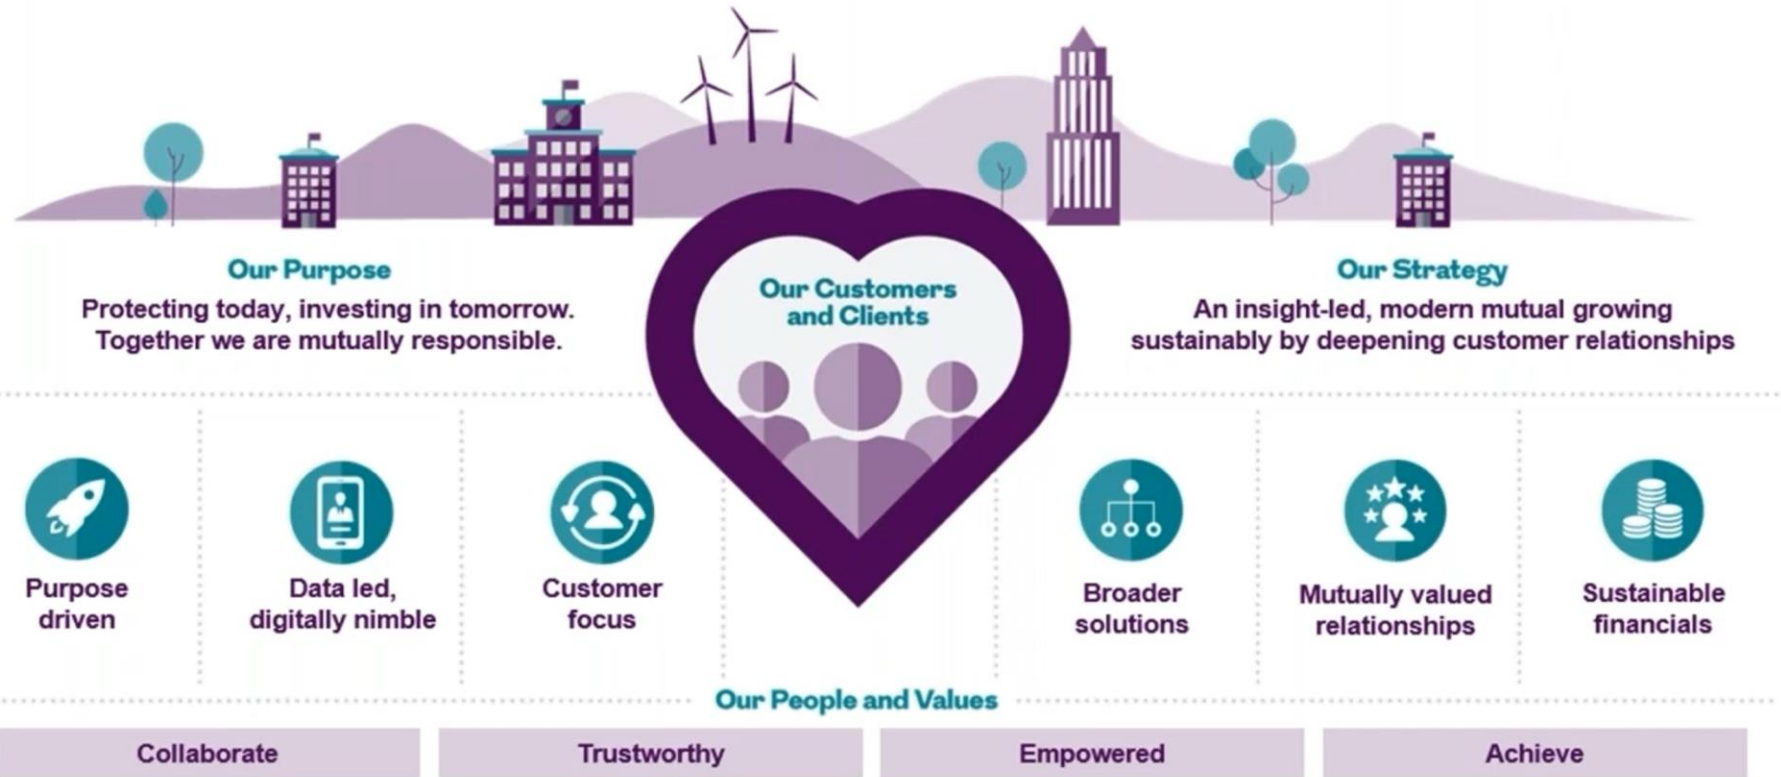 Our Purpose
Protecting today, investing in tomorrow.
Together we are mutually responsible.
Our Customers
and Clients
Our Strategy
An insight-led, modern mutual growing
sustainably by deepening customer relationships
Purpose
driven
Data led,
digitally nimble
Customer
focus
Broader
solutions
Mutually valued
relationships
Sustainable
financials
Our People and Values
Collaborate
Trustworthy
Empowered
Achieve